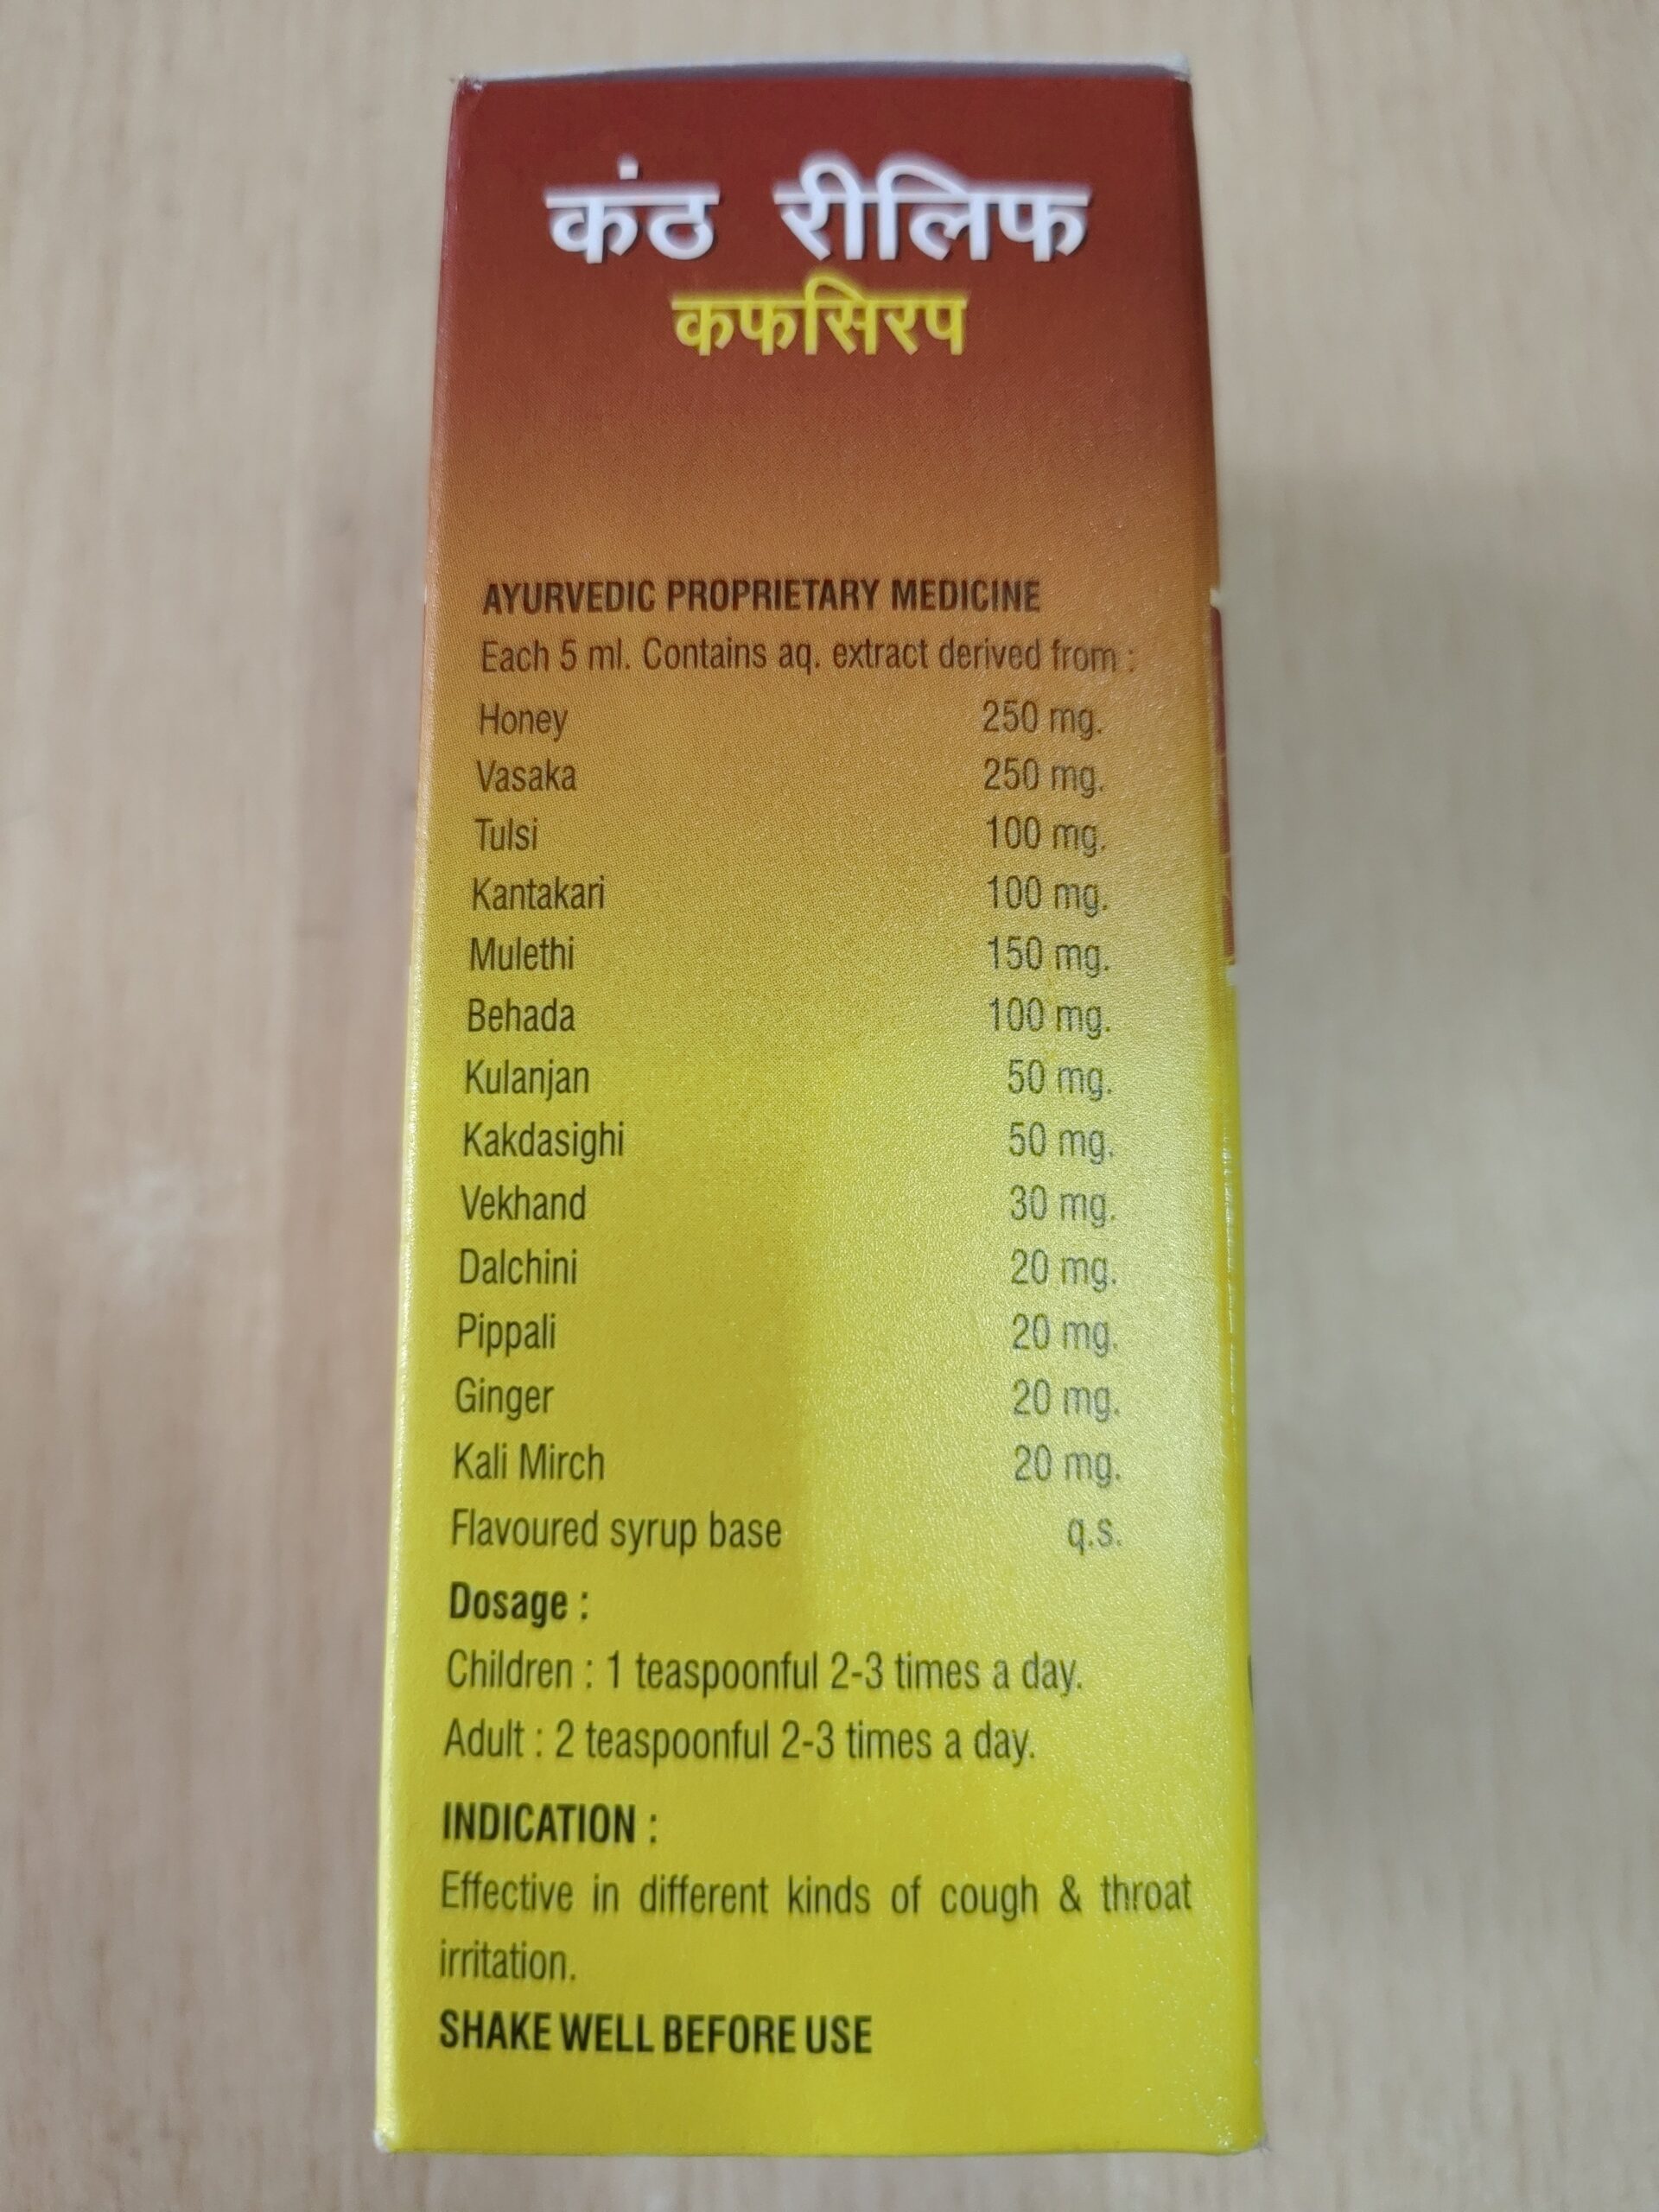 कंठ रीलिफ
कफसिरप
AYURVEDIC PROPRIETARY MEDICINE
Each 5 ml. Contains aq. extract derived from :
Honey 250 mg.
Vasaka 250 mg.
Tulsi 100 mg.
Kantakari 100 mg.
Mulethi 150 mg.
Behada 100 mg.
Kulanjan 50 mg.
Kakdasighi 50 mg.
Vekhand 30 mg.
Dalchini 20 mg.
Pippali 20 mg.
Ginger 20 mg.
Kali Mirch 20 mg.
Flavoured syrup base q.s.
Dosage :
Children : 1 teaspoonful 2-3 times a day.
Adult : 2 teaspoonful 2-3 times a day.
INDICATION :
Effective in different kinds of cough & throat
irritation.
SHAKE WELL BEFORE USE